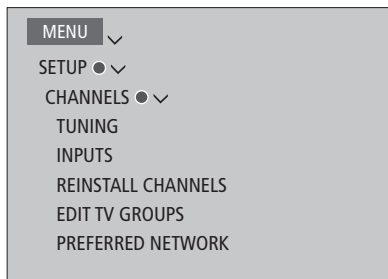 MENU
SETUP
CHANNELS
TUNING
INPUTS
REINSTALL CHANNELS
EDIT TV GROUPS
PREFERRED NETWORK